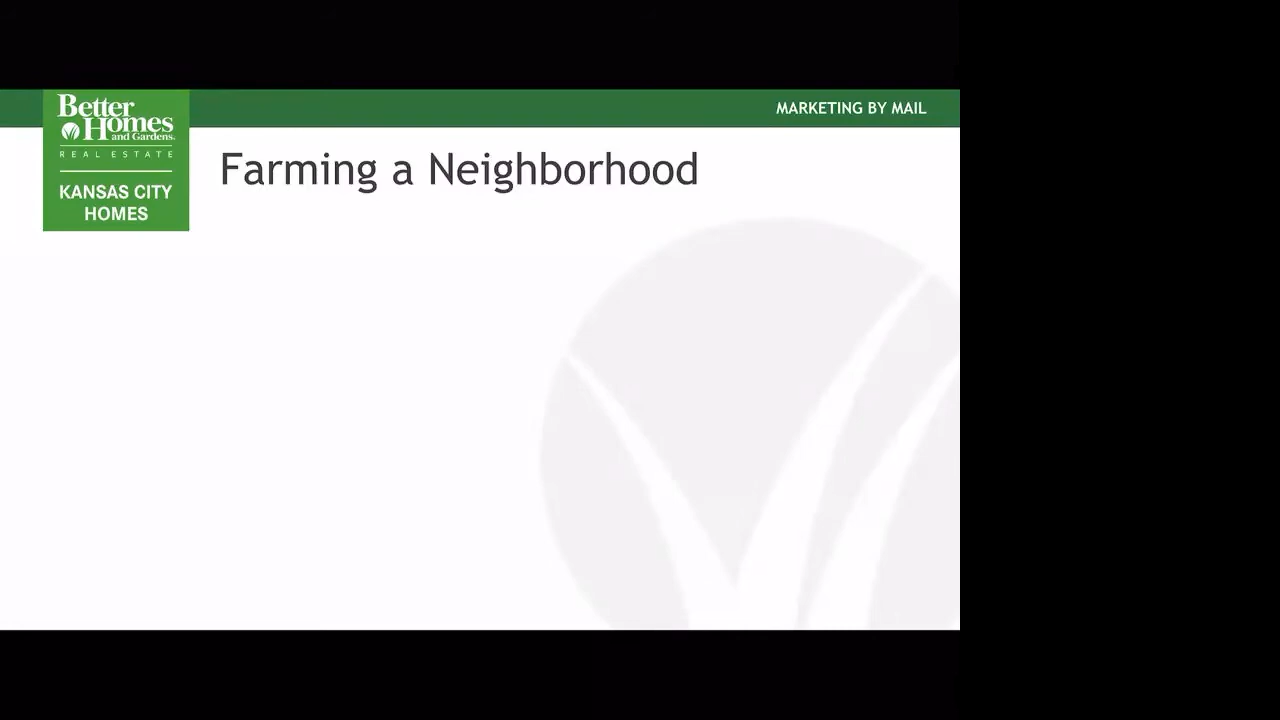 Better
Homes
and Gardens.
REAL ESTATE
KANSAS CITY
HOMES
MARKETING BY MAIL
Farming a Neighborhood